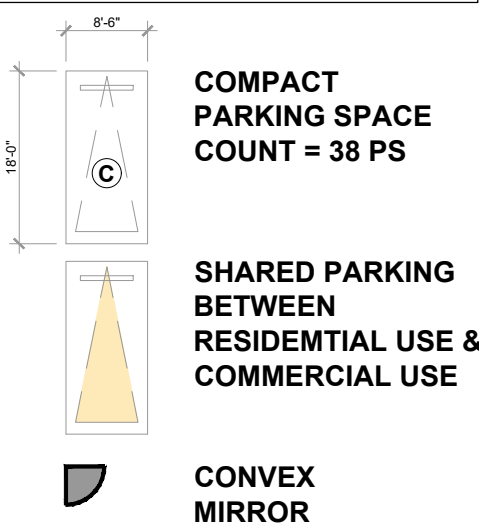 8'-6"
18'-0"
C
COMPACT
PARKING SPACE
COUNT = 38 PS
SHARED PARKING
BETWEEN
RESIDEMTIAL USE &
COMMERCIAL USE
CONVEX
MIRROR